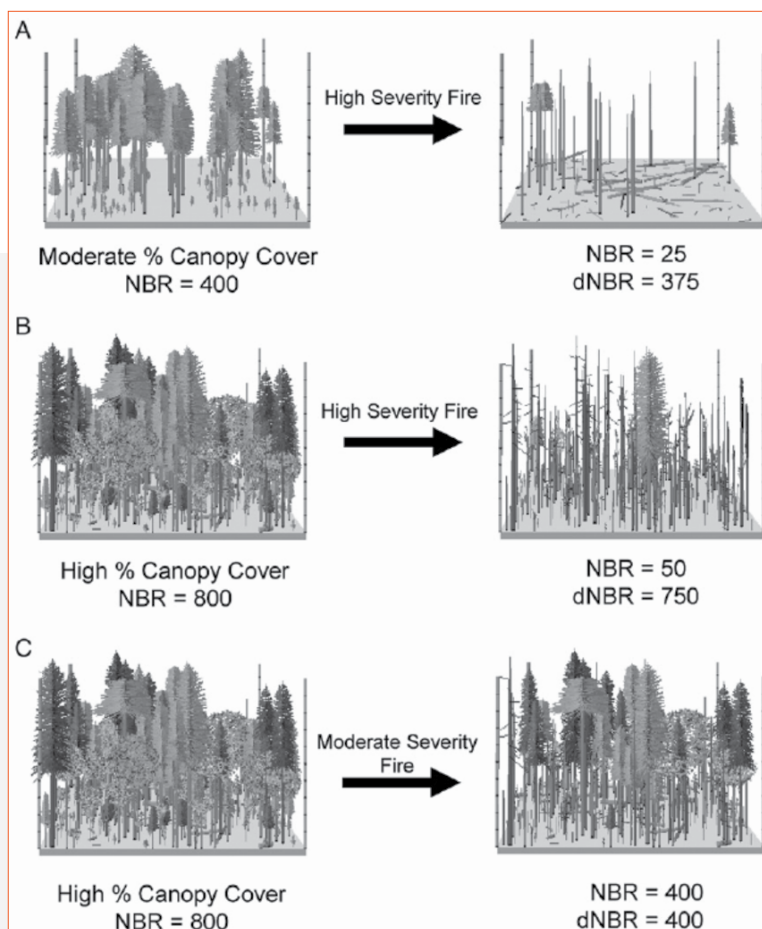 A
High Severity Fire
Moderate % Canopy Cover
NBR = 400
NBR = 25
dNBR = 375
B
High Severity Fire
High % Canopy Cover
NBR = 800
NBR = 50
dNBR = 750
C
Moderate Severity
Fire
High % Canopy Cover
NBR = 800
NBR = 400
dNBR = 400